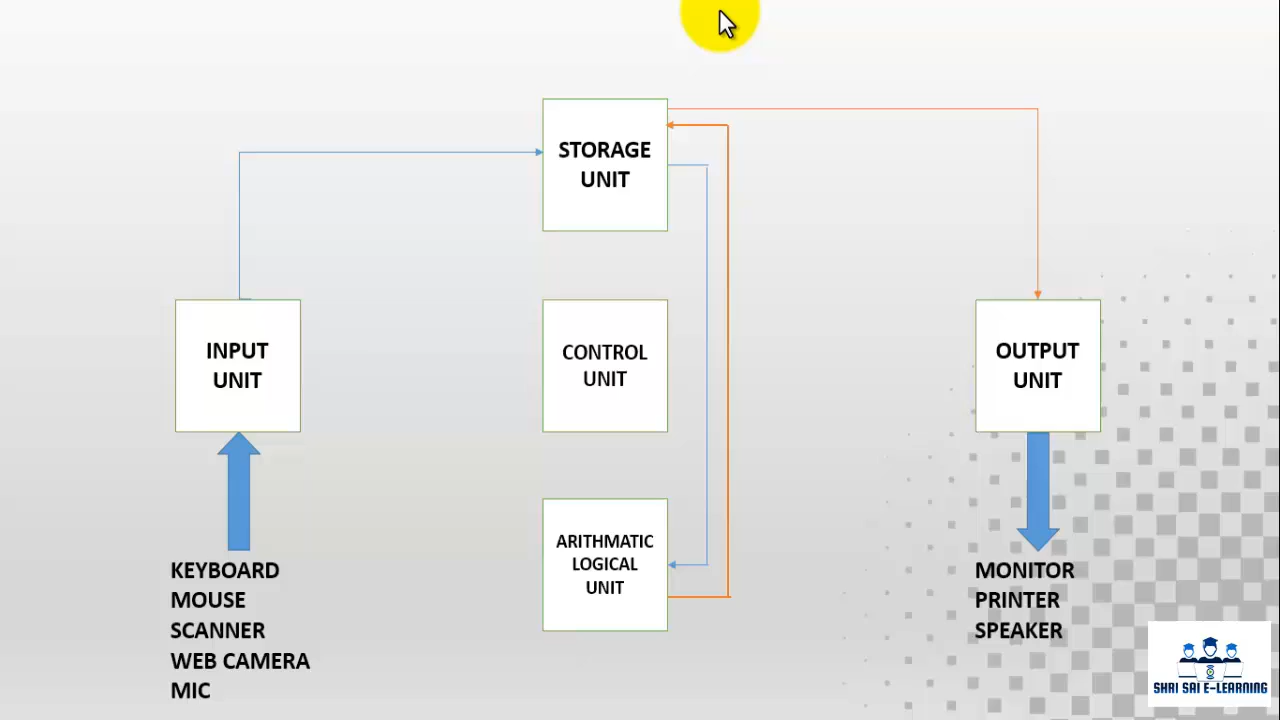 STORAGE
UNIT
INPUT
UNIT
CONTROL
UNIT
OUTPUT
UNIT
ARITHMATIC
LOGICAL
UNIT
KEYBOARD
MOUSE
SCANNER
WEB CAMERA
MIC
MONITOR
PRINTER
SPEAKER
SHRI SAI E-LEARNING